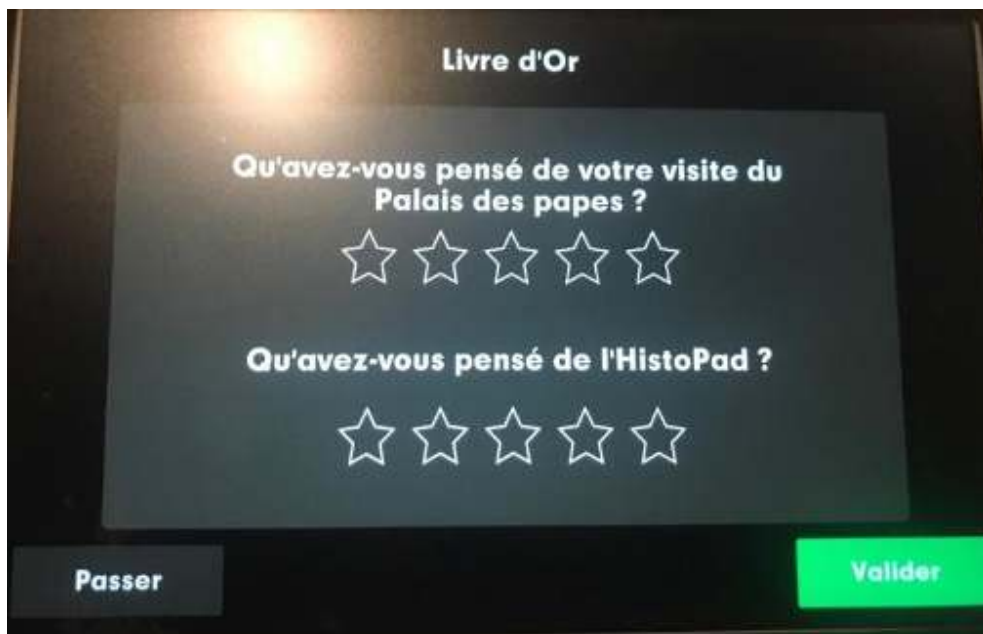 Livre d'Or
Qu'avez-vous pensé de votre visite du
Palais des papes ?
Qu'avez-vous pensé de l'HistoPad ?
Passer
Valider